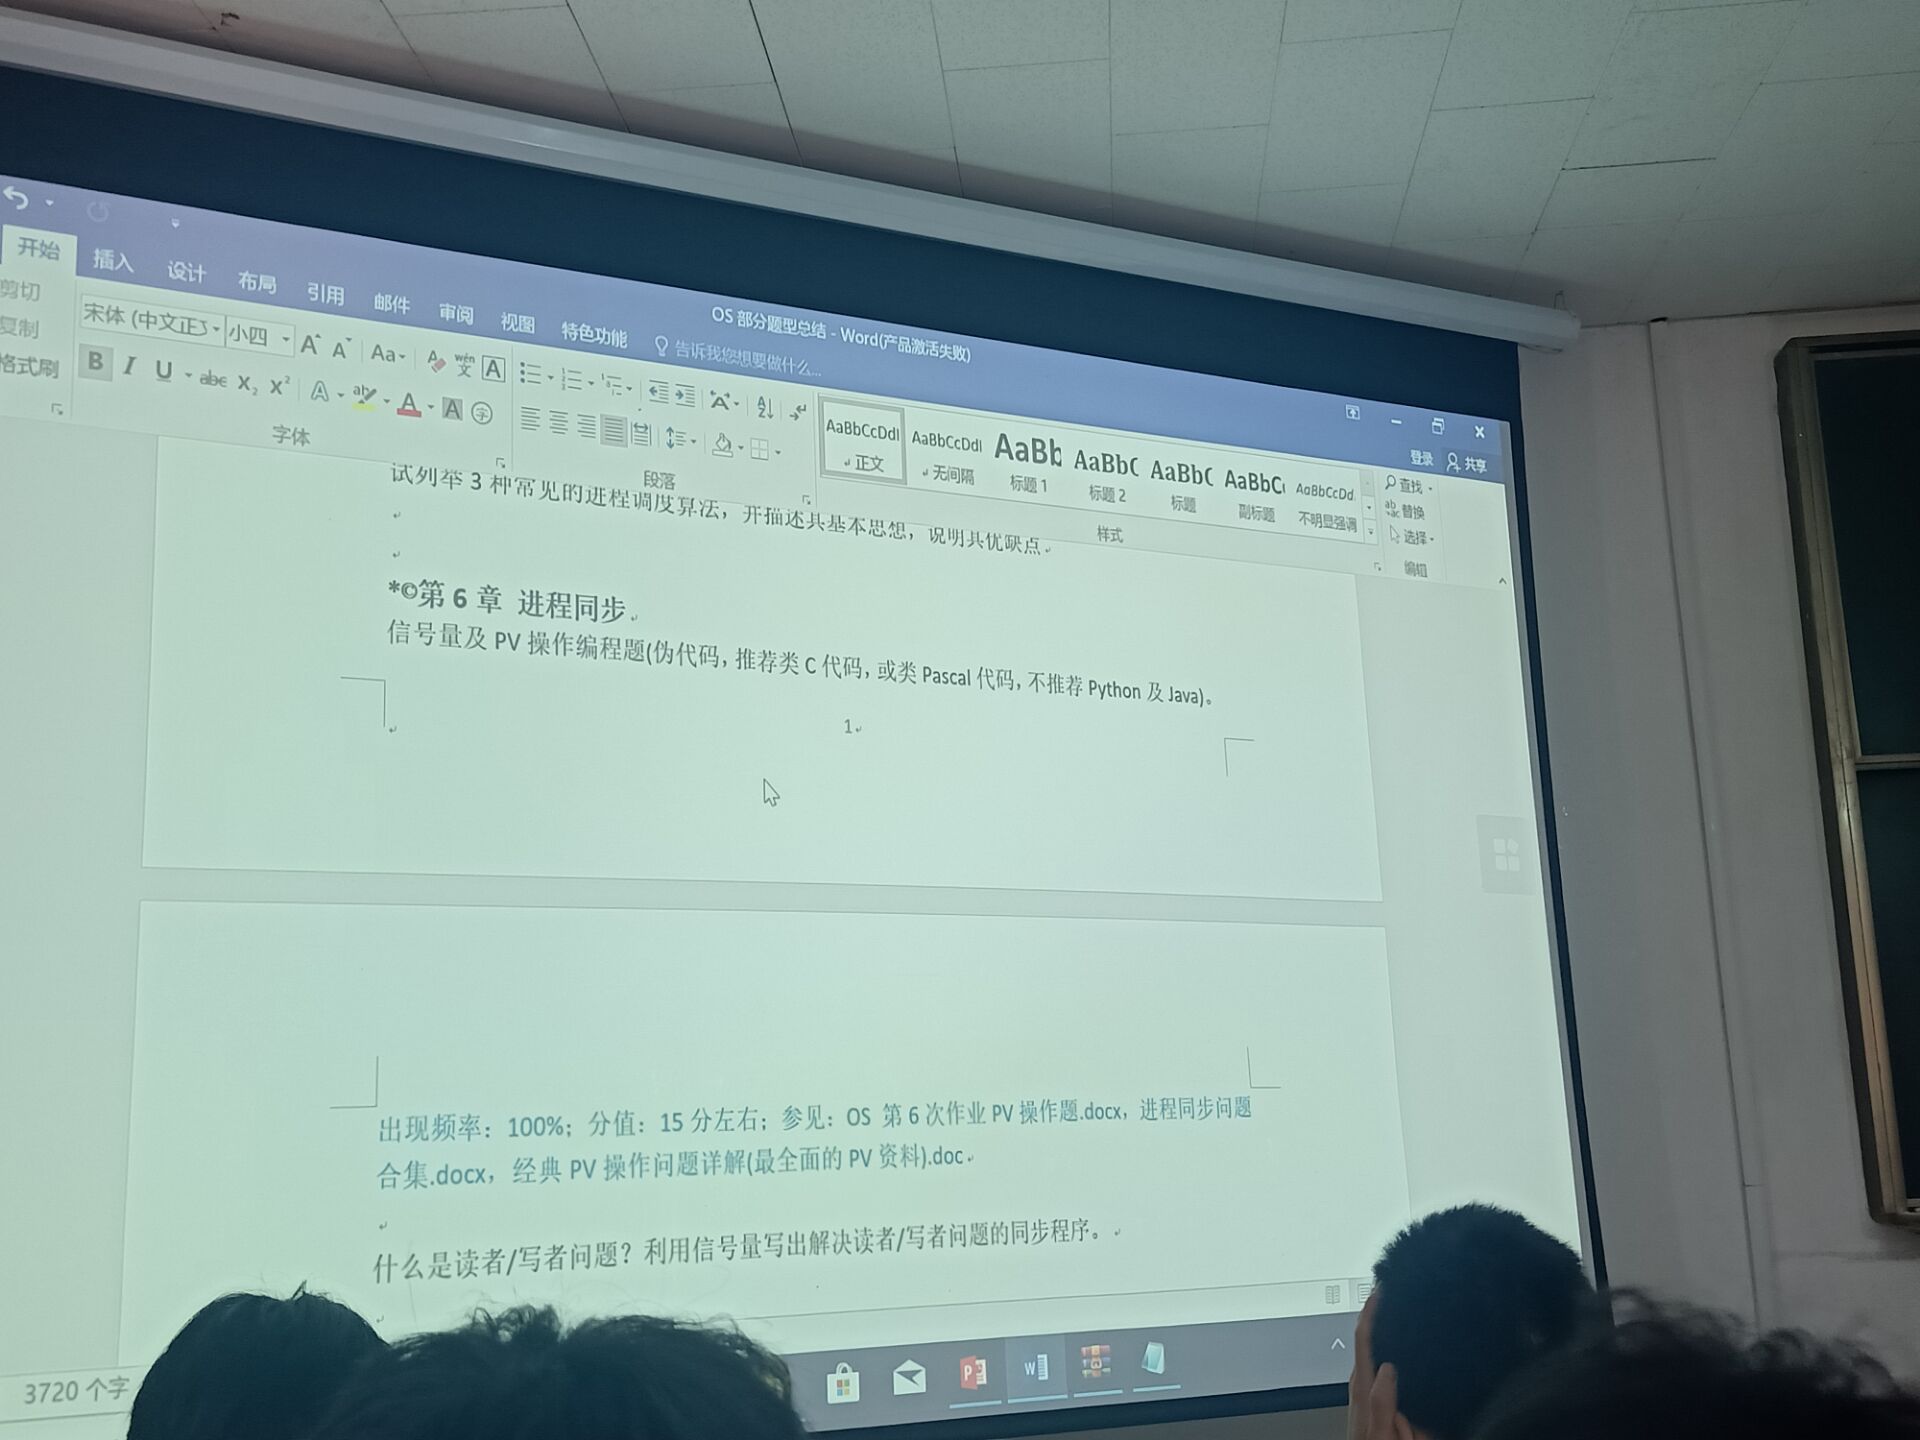 OS 部分题型总结 - Word(产品激活失败)
开始 插入 设计 布局 引用 邮件 审阅 视图 特色功能 告诉我您想要做什么...
登录 共享
剪切
复制
格式刷
宋体 (中文正文 小四
字体
段落
AaBbCcDdI AaBbCcDdI AaBb AaBbC AaBbC AaBbC AaBbCcDd
正文 无间隔 标题 1 标题 2 标题 副标题 不明显强调
样式
查找
替换
选择
编辑
试列举 3 种常见的进程调度算法，并描述其基本思想，说明其优缺点
*©第 6 章 进程同步
信号量及 PV 操作编程题(伪代码, 推荐类 C 代码, 或类 Pascal 代码, 不推荐 Python 及 Java)。
1
出现频率：100%；分值：15 分左右；参见：OS 第 6 次作业 PV 操作题.docx，进程同步问题
合集.docx，经典 PV 操作问题详解(最全面的 PV 资料).doc
什么是读者/写者问题？利用信号量写出解决读者/写者问题的同步程序。
3720 个字